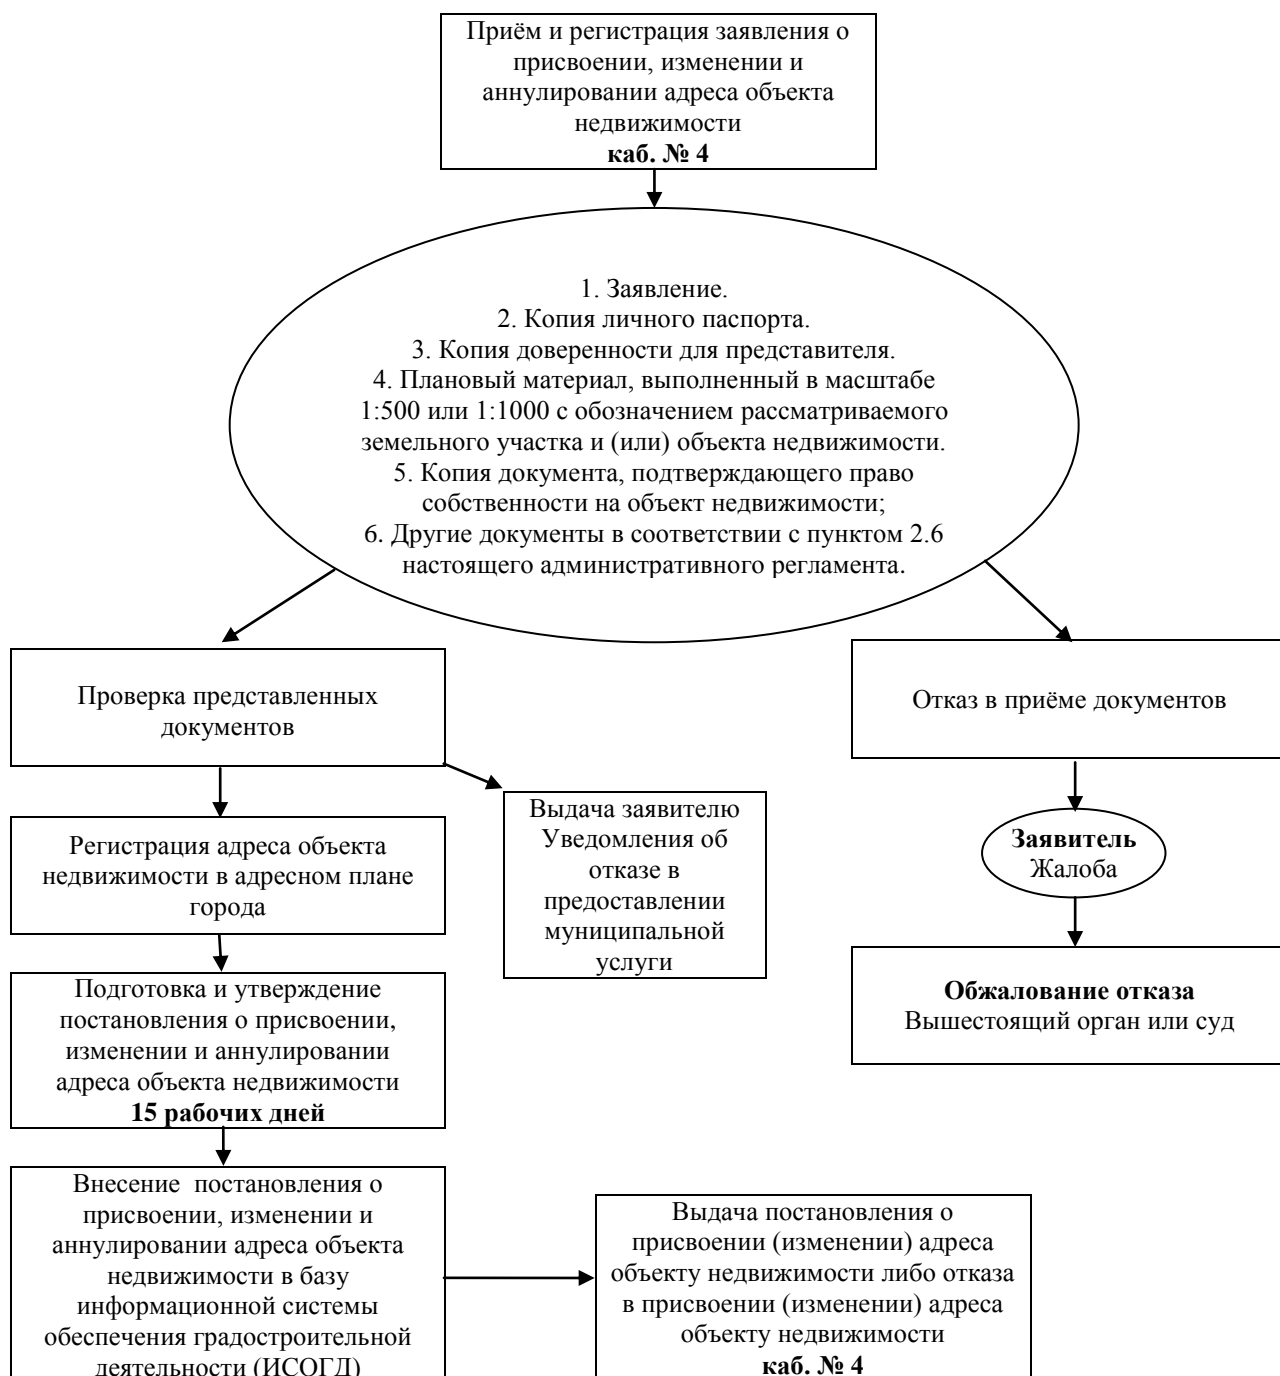 Приём и регистрация заявления о
присвоении, изменении и
аннулировании адреса объекта
недвижимости
каб. № 4
1. Заявление.
2. Копия личного паспорта.
3. Копия доверенности для представителя.
4. Плановый материал, выполненный в масштабе
1:500 или 1:1000 с обозначением рассматриваемого
земельного участка и (или) объекта недвижимости.
5. Копия документа, подтверждающего право
собственности на объект недвижимости;
6. Другие документы в соответствии с пунктом 2.6
настоящего административного регламента.
Проверка представленных
документов
Отказ в приёме документов
Выдача заявителю
Уведомления об
отказе в
предоставлении
муниципальной
услуги
Заявитель
Жалоба
Регистрация адреса объекта
недвижимости в адресном плане
города
Обжалование отказа
Вышестоящий орган или суд
Подготовка и утверждение
постановления о присвоении,
изменении и аннулировании
адреса объекта недвижимости
15 рабочих дней
Внесение постановления о
присвоении, изменении и
аннулировании адреса объекта
недвижимости в базу
информационной системы
обеспечения градостроительной
деятельности (ИСОГД)
Выдача постановления о
присвоении (изменении) адреса
объекту недвижимости либо отказа
в присвоении (изменении) адреса
объекту недвижимости
каб. № 4